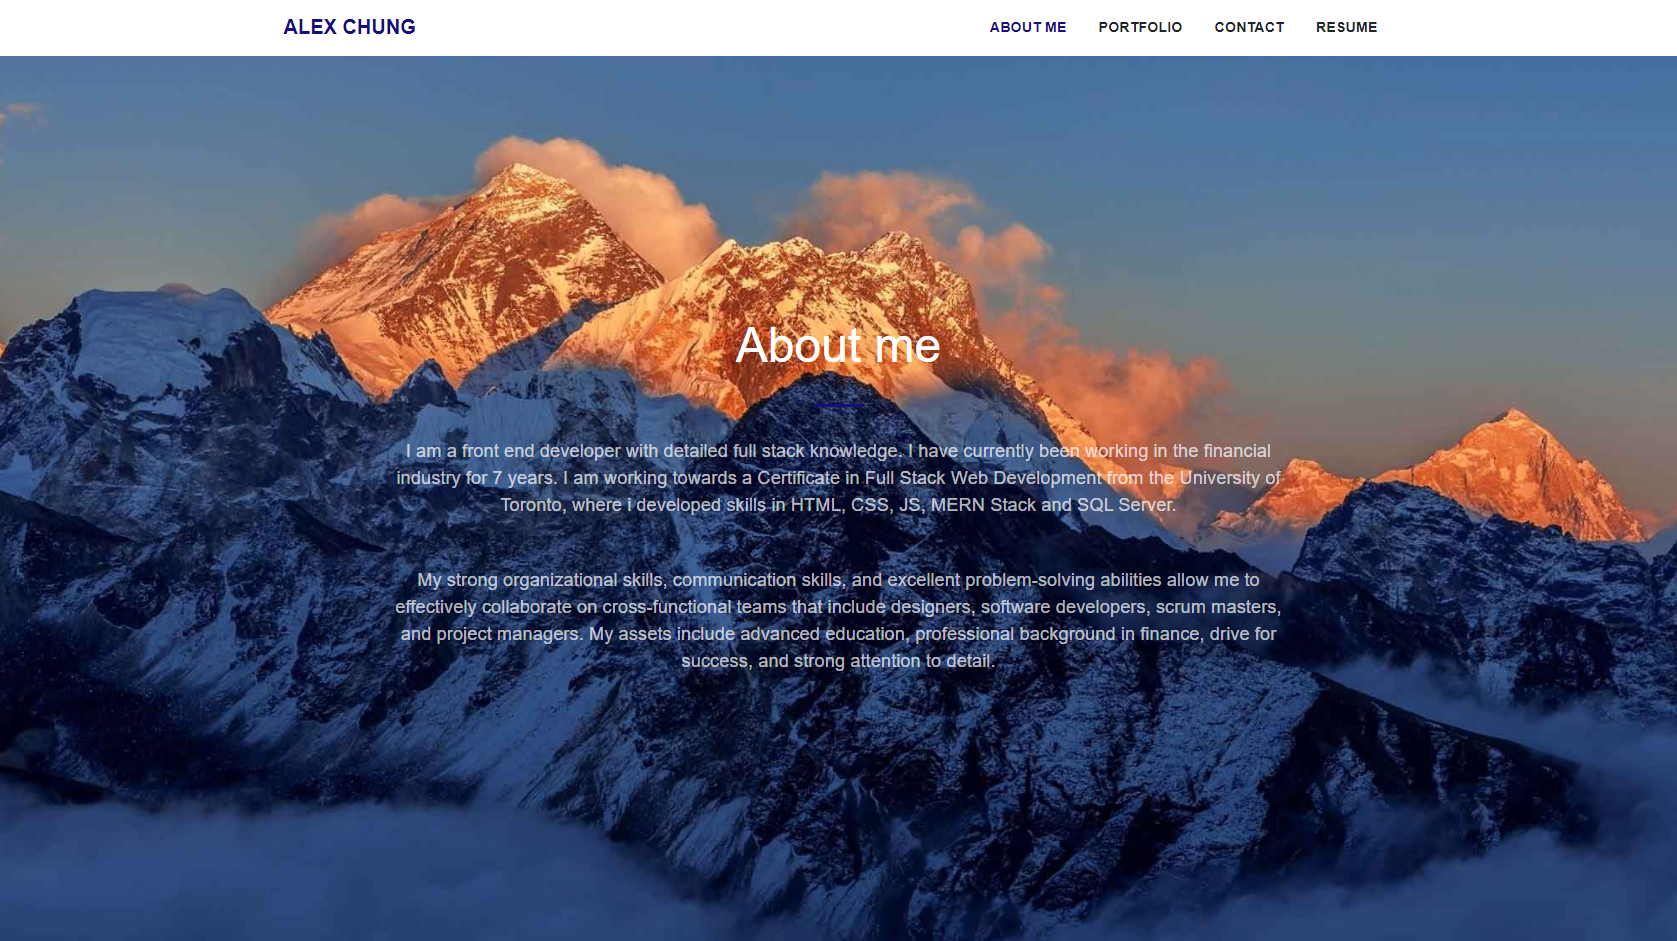 ALEX CHUNG
ABOUT ME PORTFOLIO CONTACT RESUME
About me
I am a front end developer with detailed full stack knowledge. I have currently been working in the financial
industry for 7 years. I am working towards a Certificate in Full Stack Web Development from the University of
Toronto, where i developed skills in HTML, CSS, JS, MERN Stack and SQL Server.
My strong organizational skills, communication skills, and excellent problem-solving abilities allow me to
effectively collaborate on cross-functional teams that include designers, software developers, scrum masters,
and project managers. My assets include advanced education, professional background in finance, drive for
success, and strong attention to detail.